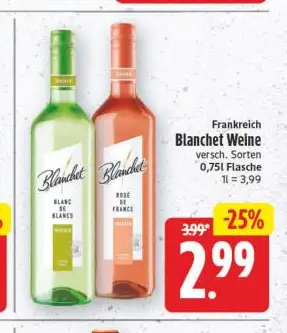 Blanchet
BLANC
DE
BLANCS
Blanchet
ROSÉ
DE
FRANCE
Frankreich
Blanchet Weine
versch. Sorten
0,75l Flasche
1l = 3,99
3.99*
-25%
2.99